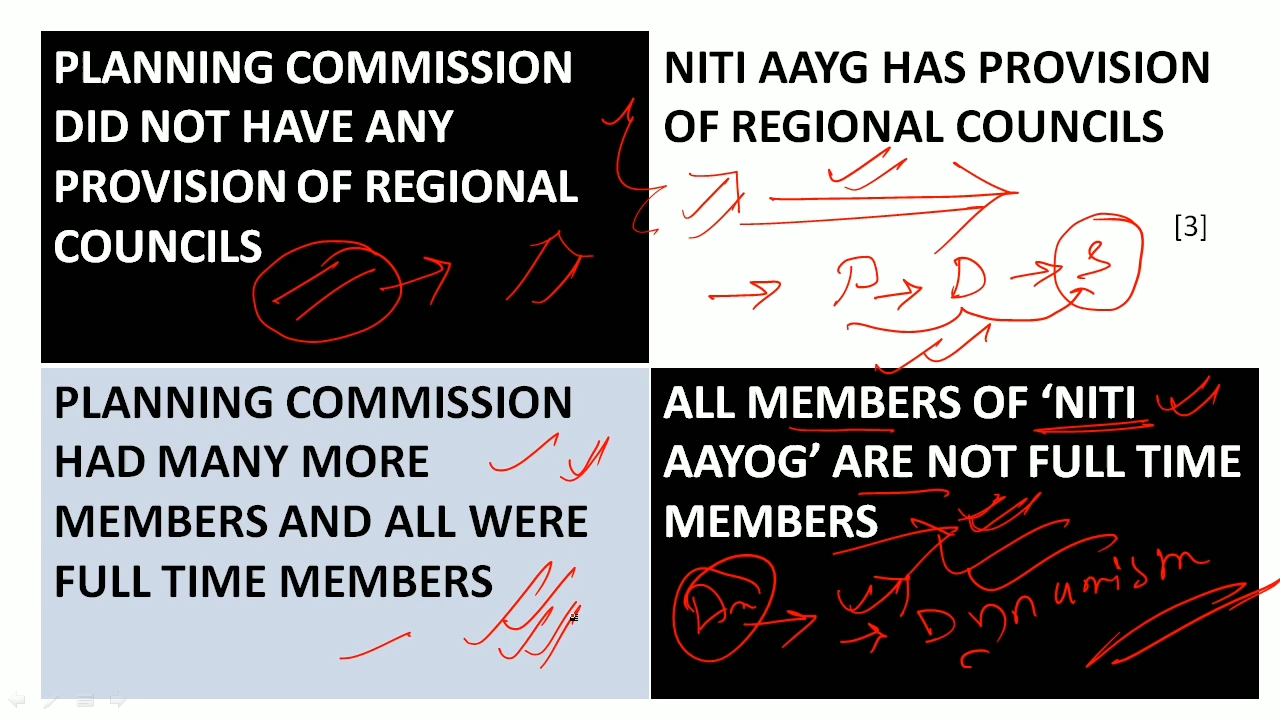 PLANNING COMMISSION
DID NOT HAVE ANY
PROVISION OF REGIONAL
COUNCILS
NITI AAYG HAS PROVISION
OF REGIONAL COUNCILS
[3]
P D S
PLANNING COMMISSION
HAD MANY MORE
MEMBERS AND ALL WERE
FULL TIME MEMBERS
ALL MEMBERS OF ‘NITI
AAYOG’ ARE NOT FULL TIME
MEMBERS
Dynamism